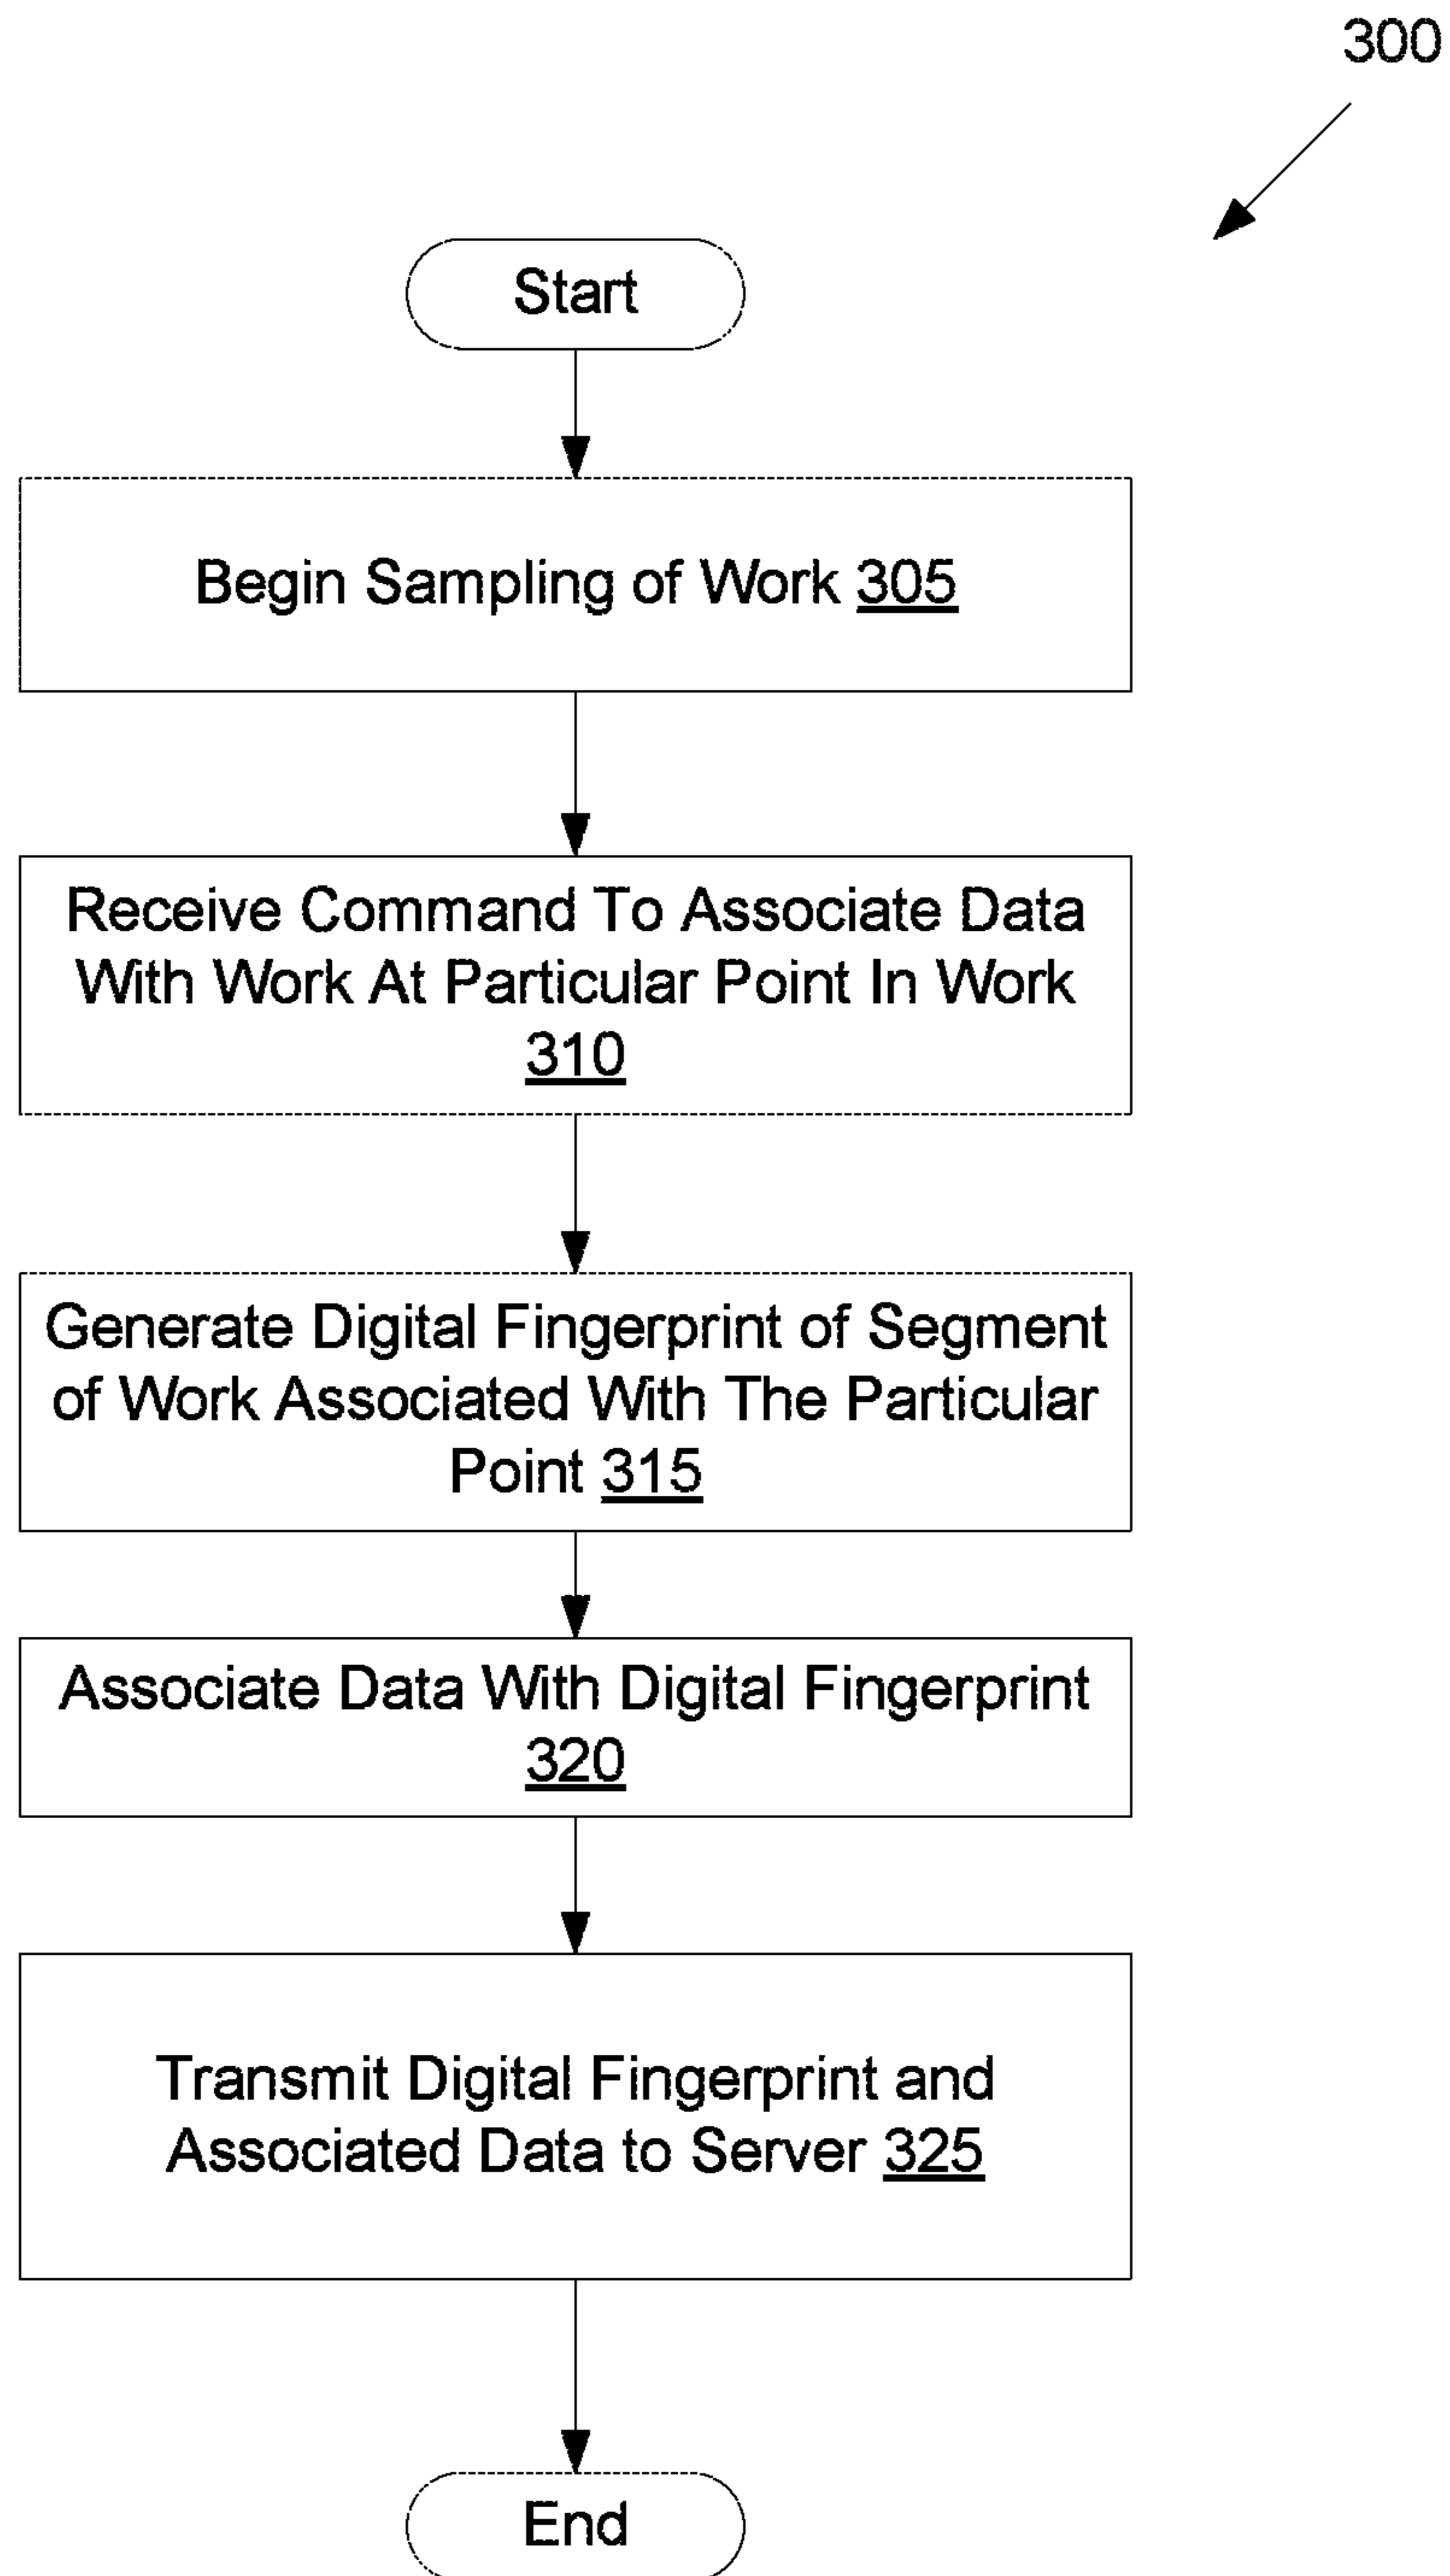 300
Start
Begin Sampling of Work 305
Receive Command To Associate Data
With Work At Particular Point In Work
310
Generate Digital Fingerprint of Segment
of Work Associated With The Particular
Point 315
Associate Data With Digital Fingerprint
320
Transmit Digital Fingerprint and
Associated Data to Server 325
End